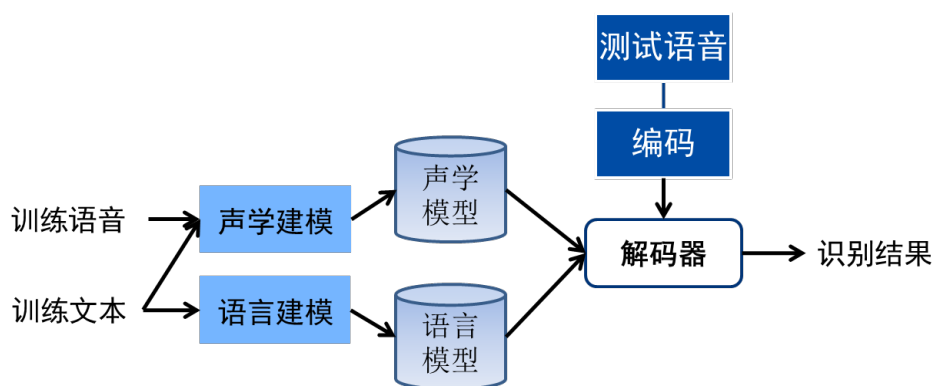 测试语音
编码
声学
模型
训练语音
声学建模
解码器
识别结果
训练文本
语言建模
语言
模型